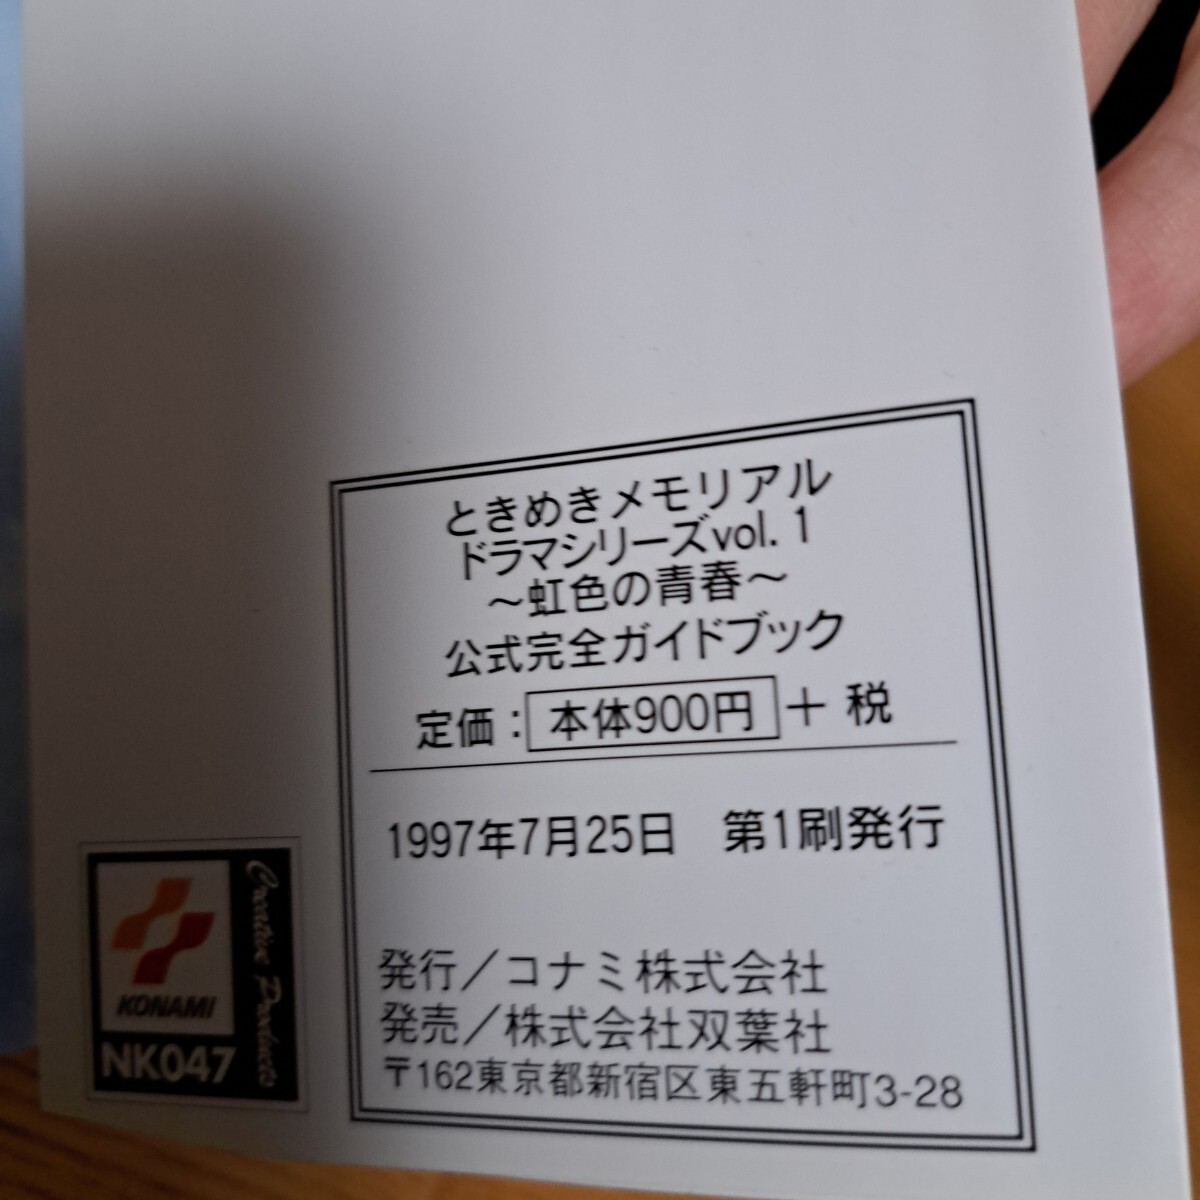 ときめきメモリアル
ドラマシリーズvol. 1
～虹色の青春～
公式完全ガイドブック
定価：本体900円＋税
1997年7月25日　第1刷発行
発行／コナミ株式会社
発売／株式会社双葉社
〒162東京都新宿区東五軒町3-28
KONAMI
NK047
Creative Products